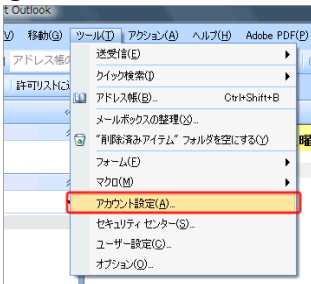 t Outlook
(V) 移動(G) ツール(T) アクション(A) ヘルプ(H) Adobe PDF(P)
アドレス帳の
許可リストに
送受信(E)
クイック検索(I)
アドレス帳(B)... Ctrl+Shift+B
メールボックスの整理(X)...
"削除済みアイテム" フォルダを空にする(Y)
フォーム(F)
マクロ(M)
アカウント設定(A)...
セキュリティ センター(S)...
ユーザー設定(C)...
オプション(O)...
曜